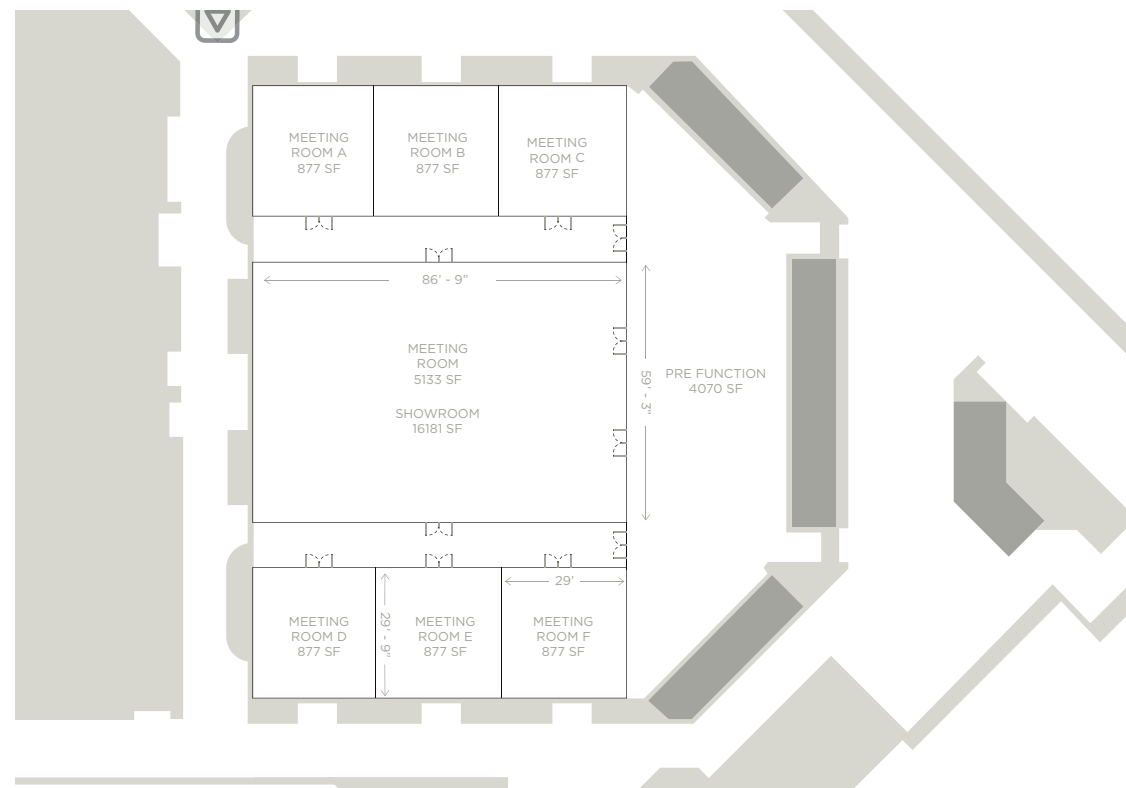 MEETING
ROOM A
877 SF
MEETING
ROOM B
877 SF
MEETING
ROOM C
877 SF
86' - 9"
MEETING
ROOM
5133 SF
SHOWROOM
16181 SF
59' - 3"
PRE FUNCTION
4070 SF
29'
MEETING
ROOM D
877 SF
29' - 9"
MEETING
ROOM E
877 SF
MEETING
ROOM F
877 SF